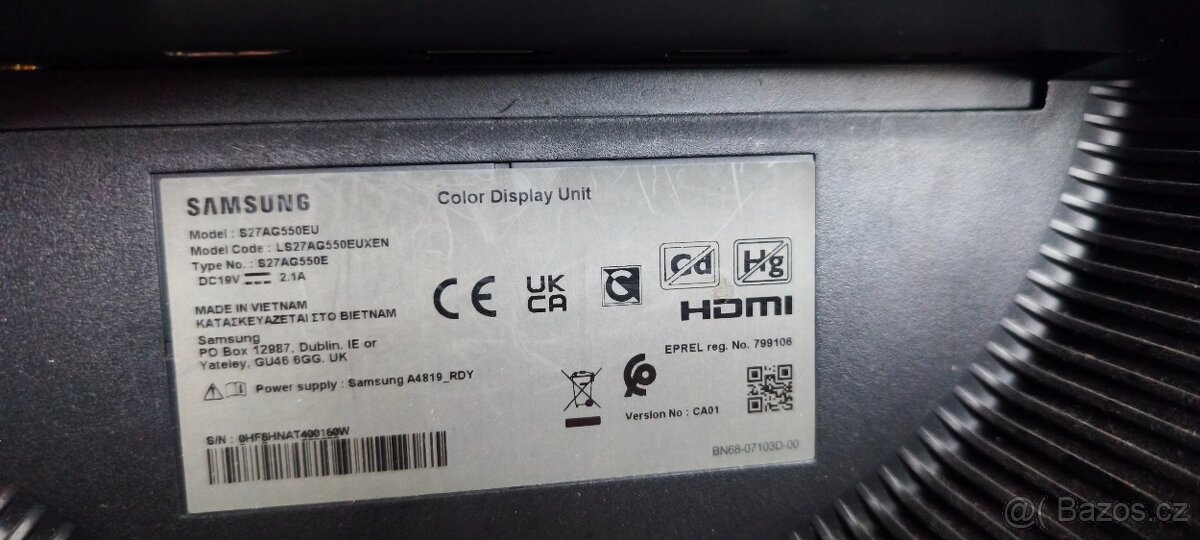 SAMSUNG
Color Display Unit
Model : S27AG550EU
Model Code : LS27AG550EUXEN
Type No. : S27AG550E
DC19V 2.1A
MADE IN VIETNAM
ΚΑΤΑΣΚΕΥΑΖΕΤΑΙ ΣΤΟ ΒΙΕΤΝΑΜ
Samsung
PO Box 12987, Dublin. IE or
Yateley, GU46 6GG. UK
Power supply : Samsung A4819_RDY
S/N : 0HF8HNAT400160W
CE
UK
CA
Cd
Hg
HDMI
EPREL reg. No. 799106
Version No : CA01
BN68-07103D-00
@( Bazos.cz